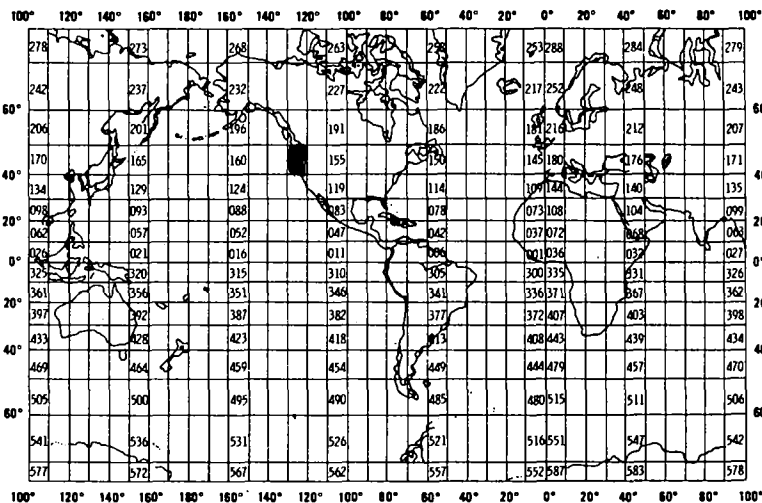 100° 120° 140° 160° 180° 160° 140° 120° 100° 80° 60° 40° 20° 0° 20° 40° 60° 80° 100°
278 273 268 263 258 253 288 284 279
242 237 232 227 222 217 252 248 243
60° 60°
206 201 196 191 186 181 216 212 207
170 165 160 155 150 145 180 176 171
40° 40°
134 129 124 119 114 109 144 140 135
098 093 088 083 078 073 108 104 099
20° 20°
062 057 052 047 042 037 072 068 063
026 021 016 011 006 001 036 032 027
0° 0°
325 320 315 310 305 300 335 331 326
361 356 351 346 341 336 371 367 362
20° 20°
397 392 387 382 377 372 407 403 398
433 428 423 418 413 408 443 439 434
40° 40°
469 464 459 454 449 444 479 457 470
505 500 495 490 485 480 515 511 506
60° 60°
541 536 531 526 521 516 551 547 542
577 572 567 562 557 552 587 583 578
100° 120° 140° 160° 180° 160° 140° 120° 100° 80° 60° 40° 20° 0° 20° 40° 60° 80° 100°